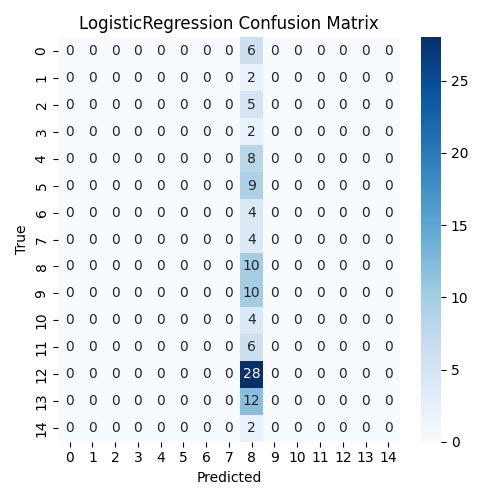 LogisticRegression Confusion Matrix
True
0 0 0 0 0 0 0 0 0 6 0 0 0 0 0 0
1 0 0 0 0 0 0 0 0 2 0 0 0 0 0 0
2 0 0 0 0 0 0 0 0 5 0 0 0 0 0 0
3 0 0 0 0 0 0 0 0 2 0 0 0 0 0 0
4 0 0 0 0 0 0 0 0 8 0 0 0 0 0 0
5 0 0 0 0 0 0 0 0 9 0 0 0 0 0 0
6 0 0 0 0 0 0 0 0 4 0 0 0 0 0 0
7 0 0 0 0 0 0 0 0 4 0 0 0 0 0 0
8 0 0 0 0 0 0 0 0 10 0 0 0 0 0 0
9 0 0 0 0 0 0 0 0 10 0 0 0 0 0 0
10 0 0 0 0 0 0 0 0 4 0 0 0 0 0 0
11 0 0 0 0 0 0 0 0 6 0 0 0 0 0 0
12 0 0 0 0 0 0 0 0 28 0 0 0 0 0 0
13 0 0 0 0 0 0 0 0 12 0 0 0 0 0 0
14 0 0 0 0 0 0 0 0 2 0 0 0 0 0 0
0 1 2 3 4 5 6 7 8 9 10 11 12 13 14
Predicted
25
20
15
10
5
0